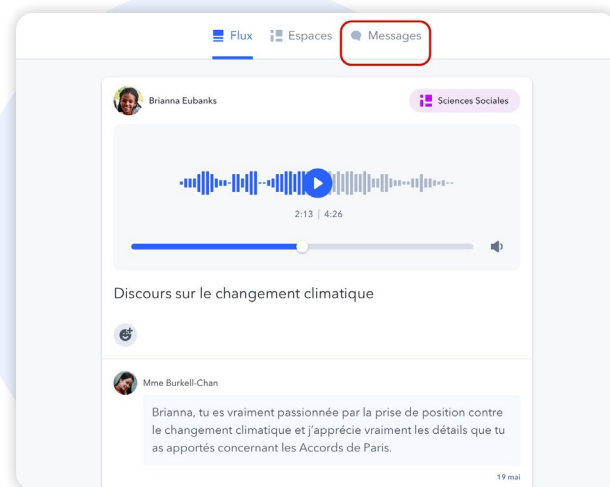 Flux Espaces Messages
Brianna Eubanks
Sciences Sociales
2:13 | 4:26
Discours sur le changement climatique
Mme Burkell-Chan
Brianna, tu es vraiment passionnée par la prise de position contre
le changement climatique et j'apprécie vraiment les détails que tu
as apportés concernant les Accords de Paris.
19 mai